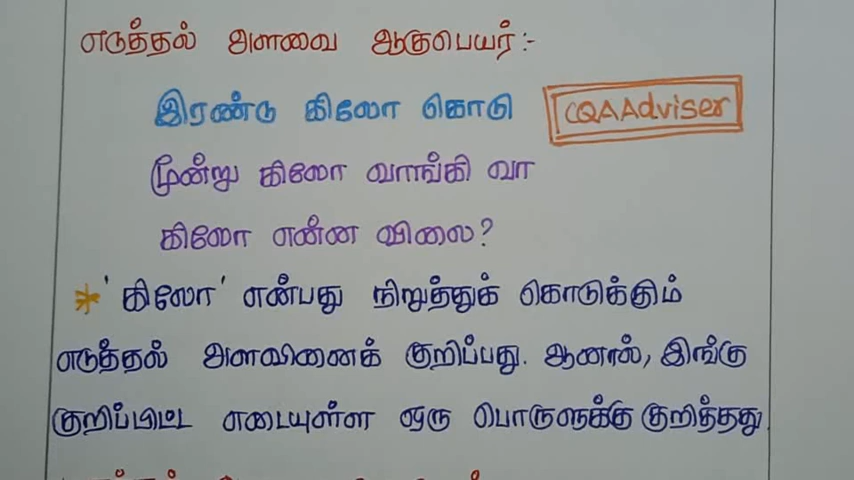 எடுத்தல் அளவை ஆகுபெயர் :-
இரண்டு கிலோ கொடு
CQAAdviser
மூன்று கிலோ வாங்கி வா
கிலோ என்ன விலை?
* 'கிலோ' என்பது நிறுத்துக் கொடுக்கும்
எடுத்தல் அளவினைக் குறிப்பது. ஆனால், இங்கு
குறிப்பிட்ட எடையுள்ள ஒரு பொருளுக்கு குறித்தது.